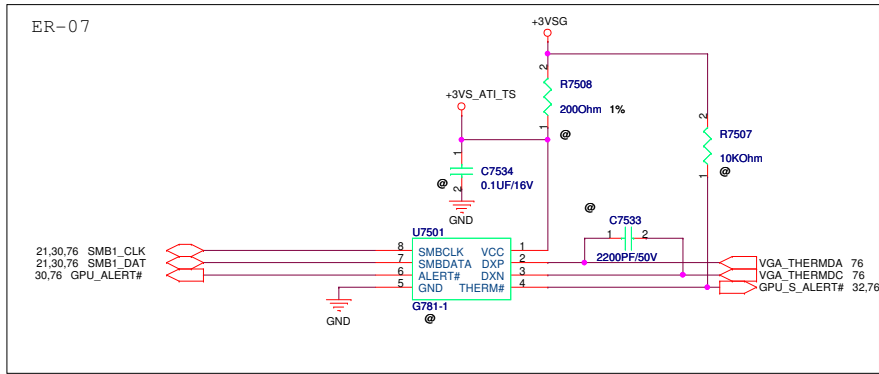 ER-07
+3VSG
2
R7508
200Ohm 1%
1
@
+3VS_ATI_TS
2
R7507
10KOhm
@
1
1
C7534
@
0.1UF/16V
2
GND
@
C7533
1 2
2200PF/50V
U7501
21,30,76 SMB1_CLK 8 SMBCLK VCC 1
21,30,76 SMB1_DAT 7 SMBDATA DXP 2 VGA_THERMDA 76
30,76 GPU_ALERT# 6 ALERT# DXN 3 VGA_THERMDC 76
5 GND THERM# 4 GPU_S_ALERT# 32,76
GND
G781-1
@